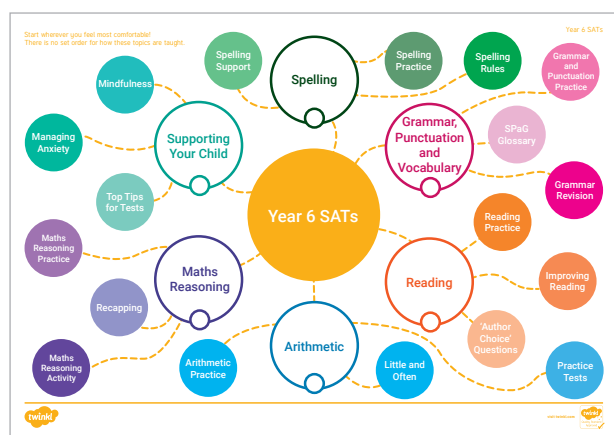 Start wherever you feel most comfortable!
There is no set order for how these topics are taught.
Year 6 SATs
Spelling
Support
Spelling
Spelling
Practice
Spelling
Rules
Grammar
and
Punctuation
Practice
Mindfulness
Managing
Anxiety
Supporting
Your Child
Grammar,
Punctuation
and
Vocabulary
SPaG
Glossary
Top Tips
for Tests
Grammar
Revision
Year 6 SATs
Maths
Reasoning
Practice
Reading
Practice
Maths
Reasoning
Reading
Improving
Reading
Recapping
'Author
Choice'
Questions
Maths
Reasoning
Activity
Arithmetic
Practice
Arithmetic
Little and
Often
Practice
Tests
twinkl
visit twinkl.com
twinkl